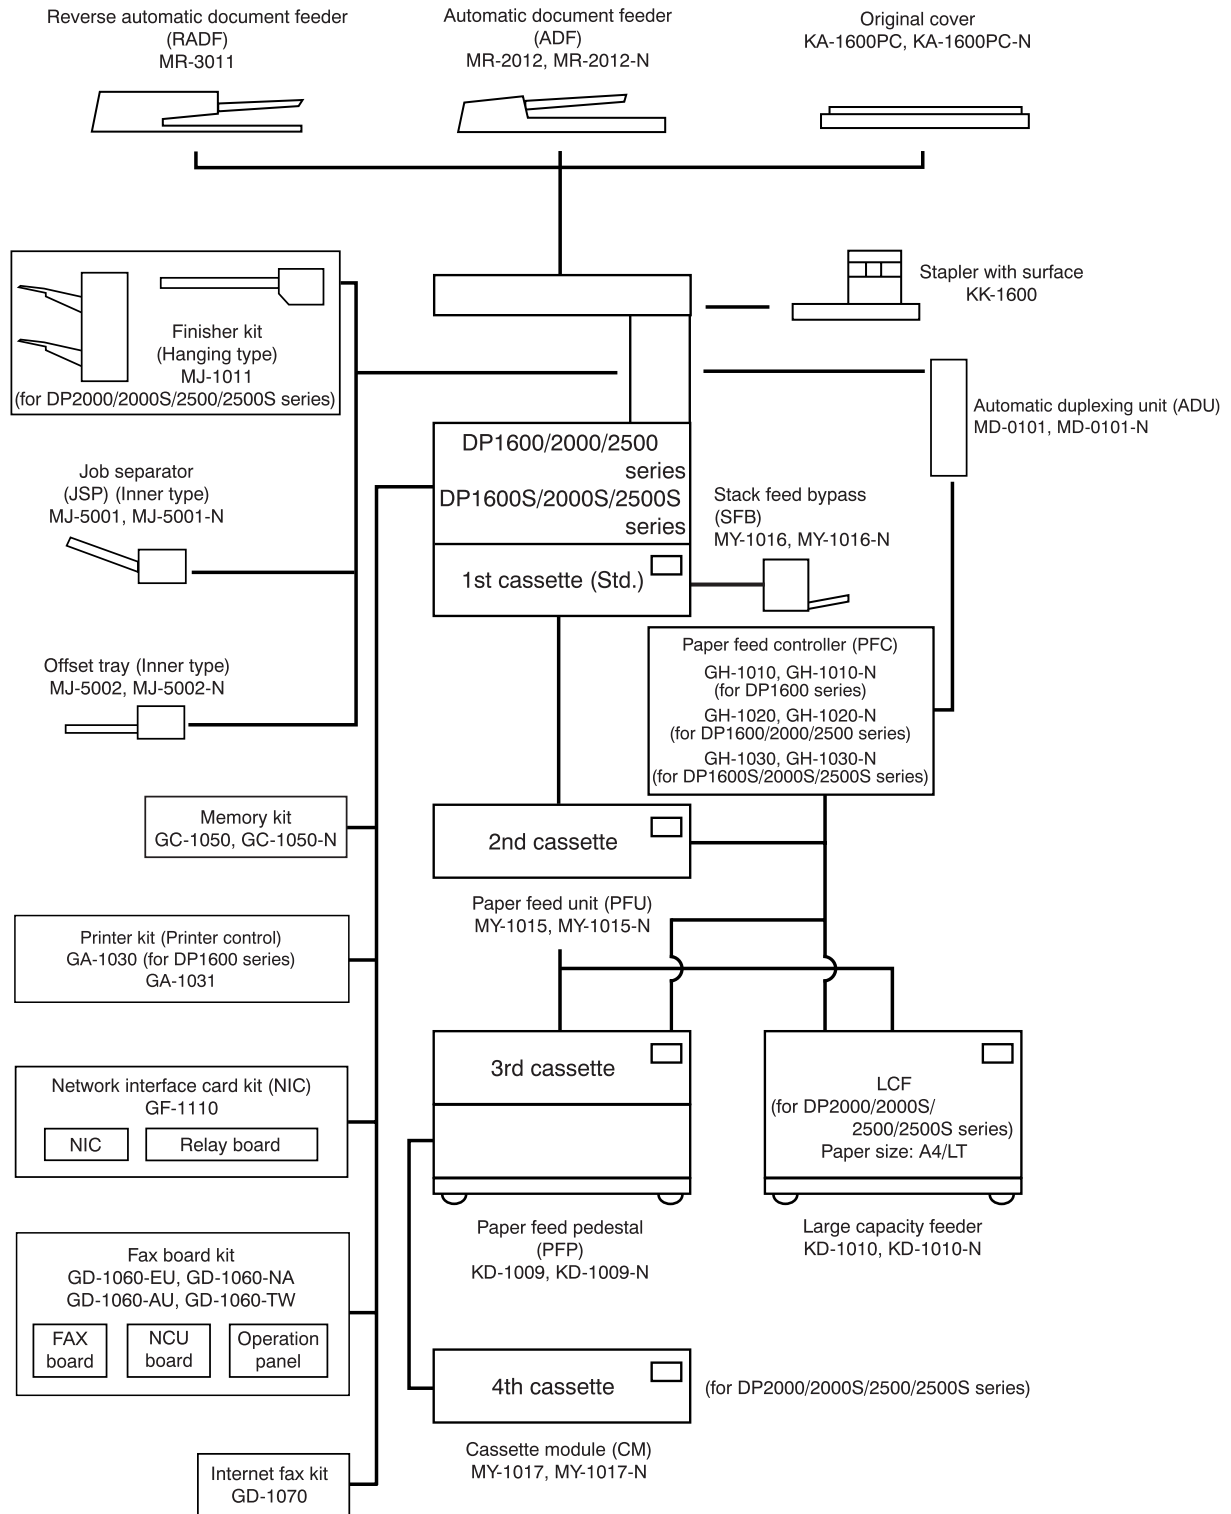 Reverse automatic document feeder
(RADF)
MR-3011
Automatic document feeder
(ADF)
MR-2012, MR-2012-N
Original cover
KA-1600PC, KA-1600PC-N
Finisher kit
(Hanging type)
MJ-1011
(for DP2000/2000S/2500/2500S series)
Stapler with surface
KK-1600
Automatic duplexing unit (ADU)
MD-0101, MD-0101-N
Job separator
(JSP) (Inner type)
MJ-5001, MJ-5001-N
DP1600/2000/2500
series
DP1600S/2000S/2500S
series
1st cassette (Std.)
Stack feed bypass
(SFB)
MY-1016, MY-1016-N
Offset tray (Inner type)
MJ-5002, MJ-5002-N
Paper feed controller (PFC)
GH-1010, GH-1010-N
(for DP1600 series)
GH-1020, GH-1020-N
(for DP1600/2000/2500 series)
GH-1030, GH-1030-N
(for DP1600S/2000S/2500S series)
Memory kit
GC-1050, GC-1050-N
2nd cassette
Paper feed unit (PFU)
MY-1015, MY-1015-N
Printer kit (Printer control)
GA-1030 (for DP1600 series)
GA-1031
Network interface card kit (NIC)
GF-1110
NIC
Relay board
3rd cassette
LCF
(for DP2000/2000S/
2500/2500S series)
Paper size: A4/LT
Paper feed pedestal
(PFP)
KD-1009, KD-1009-N
Large capacity feeder
KD-1010, KD-1010-N
Fax board kit
GD-1060-EU, GD-1060-NA
GD-1060-AU, GD-1060-TW
FAX
board
NCU
board
Operation
panel
4th cassette
(for DP2000/2000S/2500/2500S series)
Cassette module (CM)
MY-1017, MY-1017-N
Internet fax kit
GD-1070